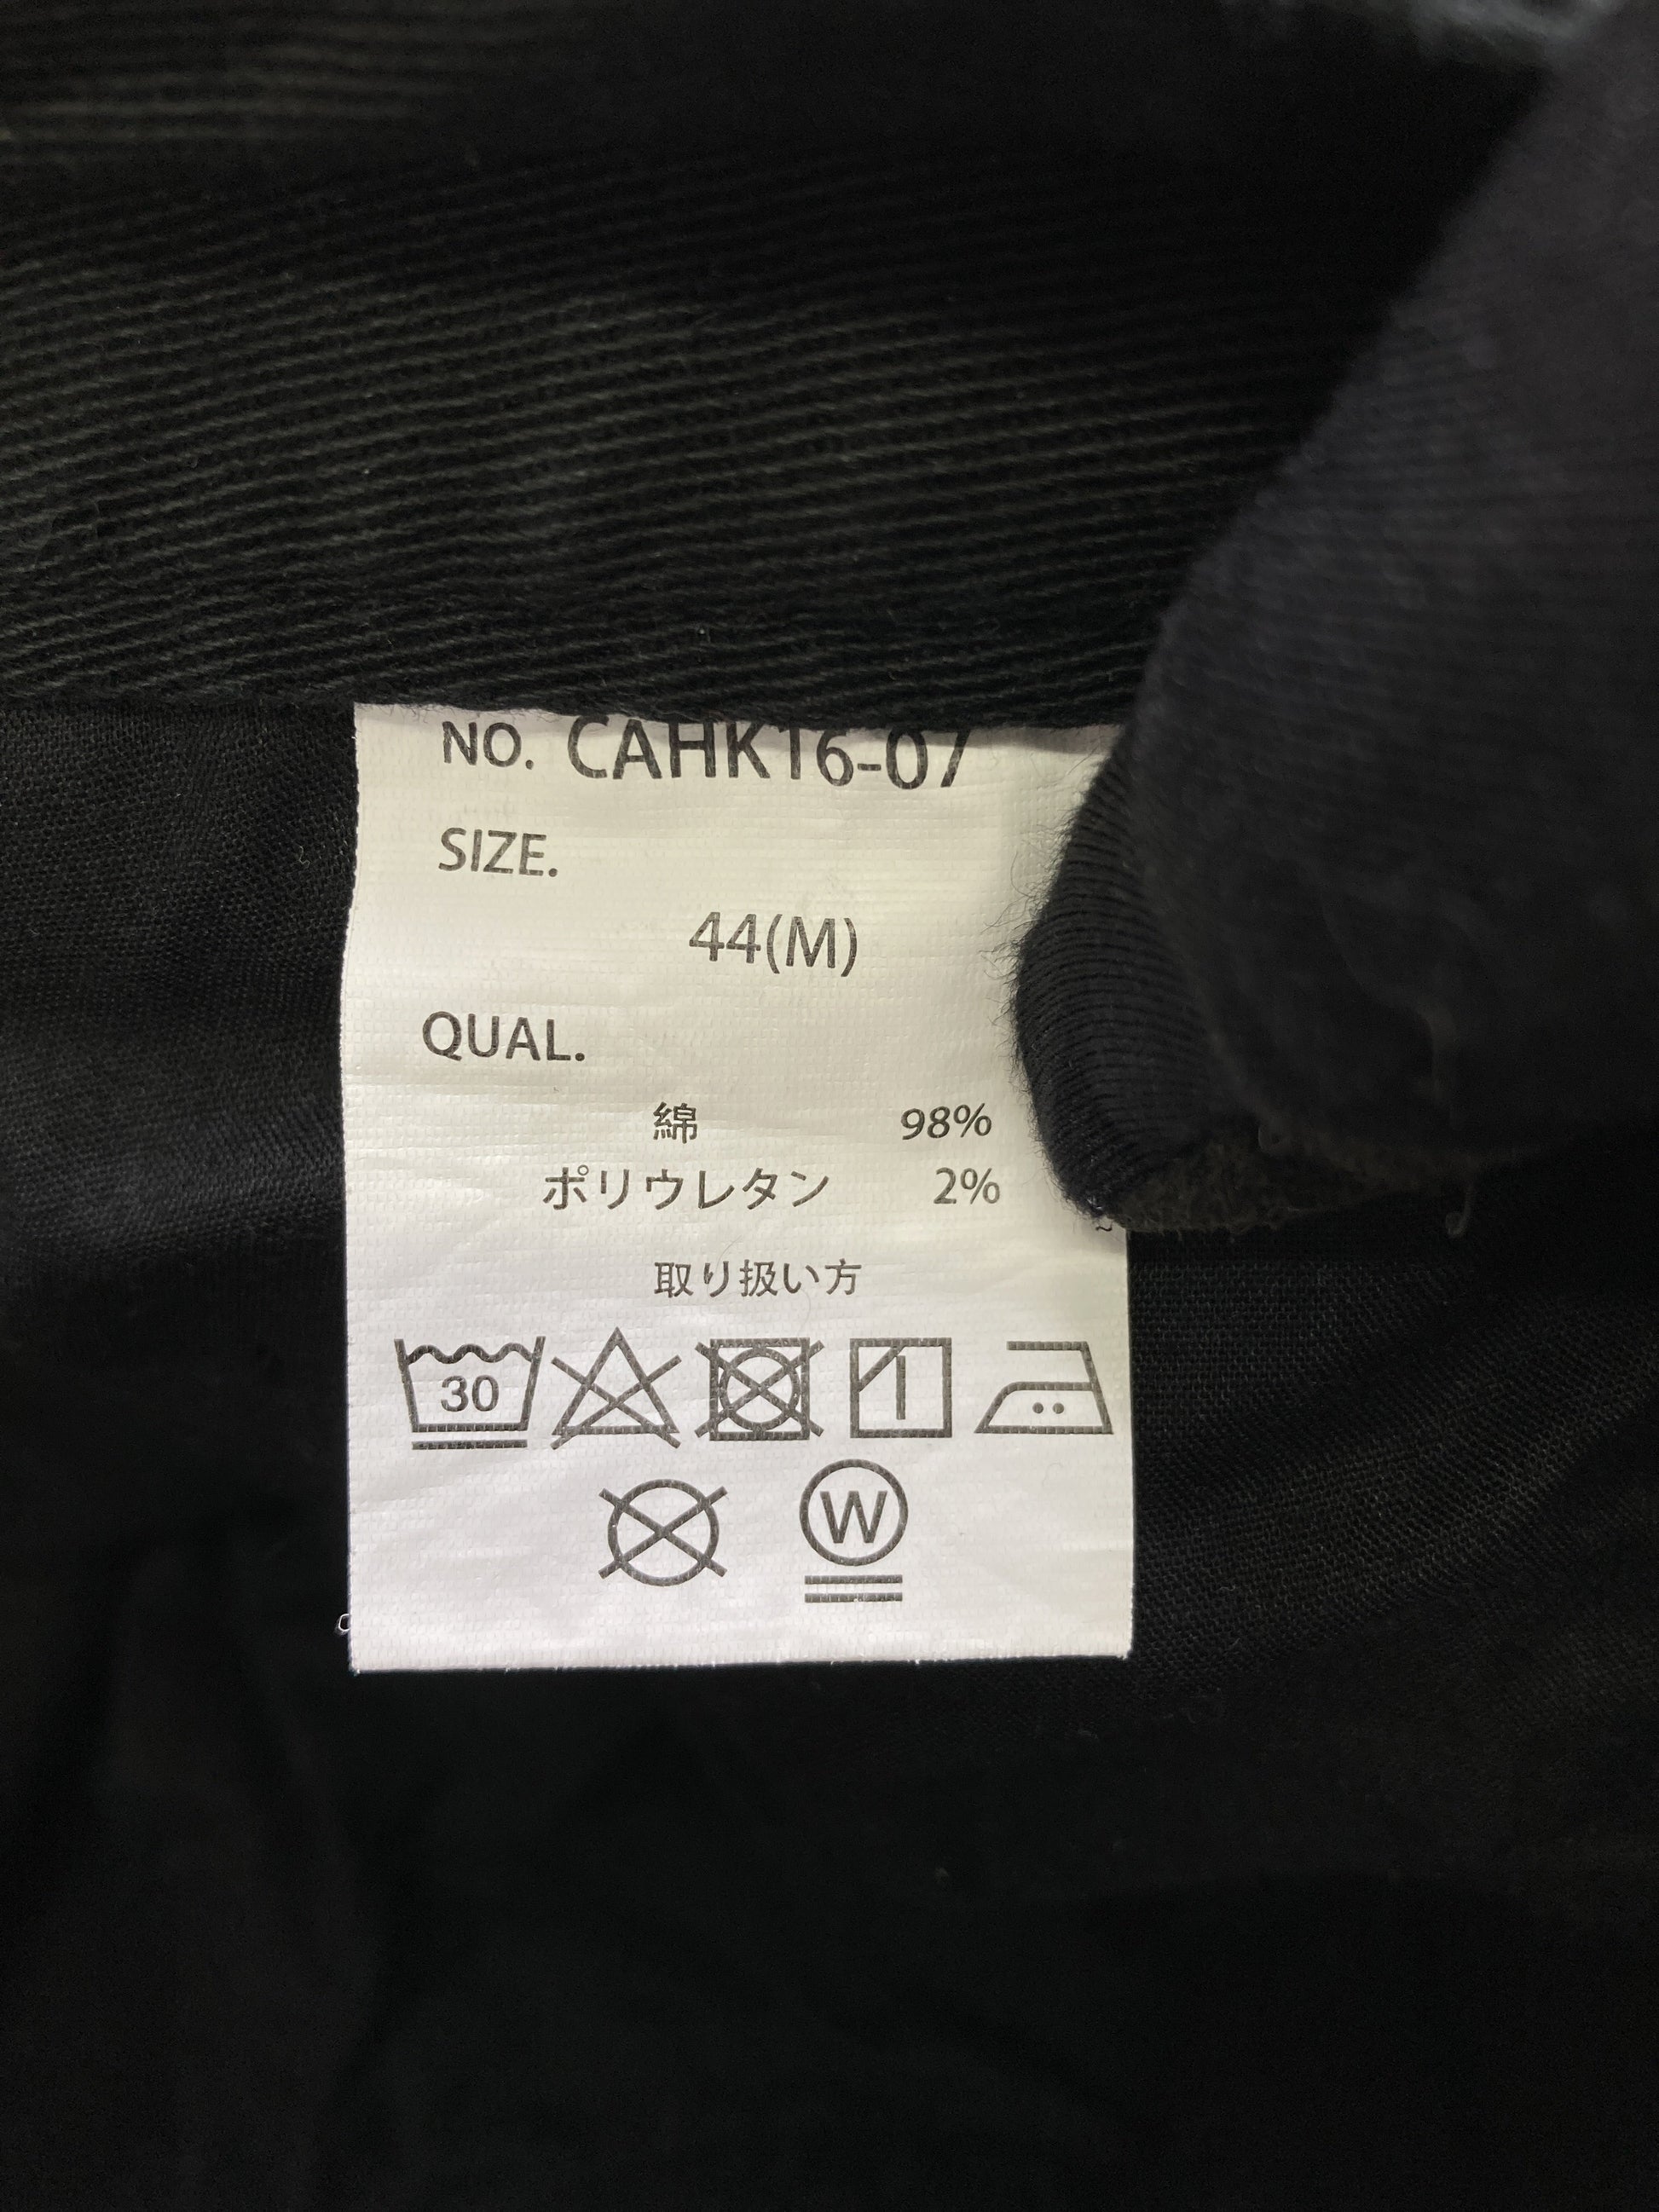 NO. CAHK16-07
SIZE.
44(M)
QUAL.
綿 98%
ポリウレタン 2%
取り扱い方
30
W